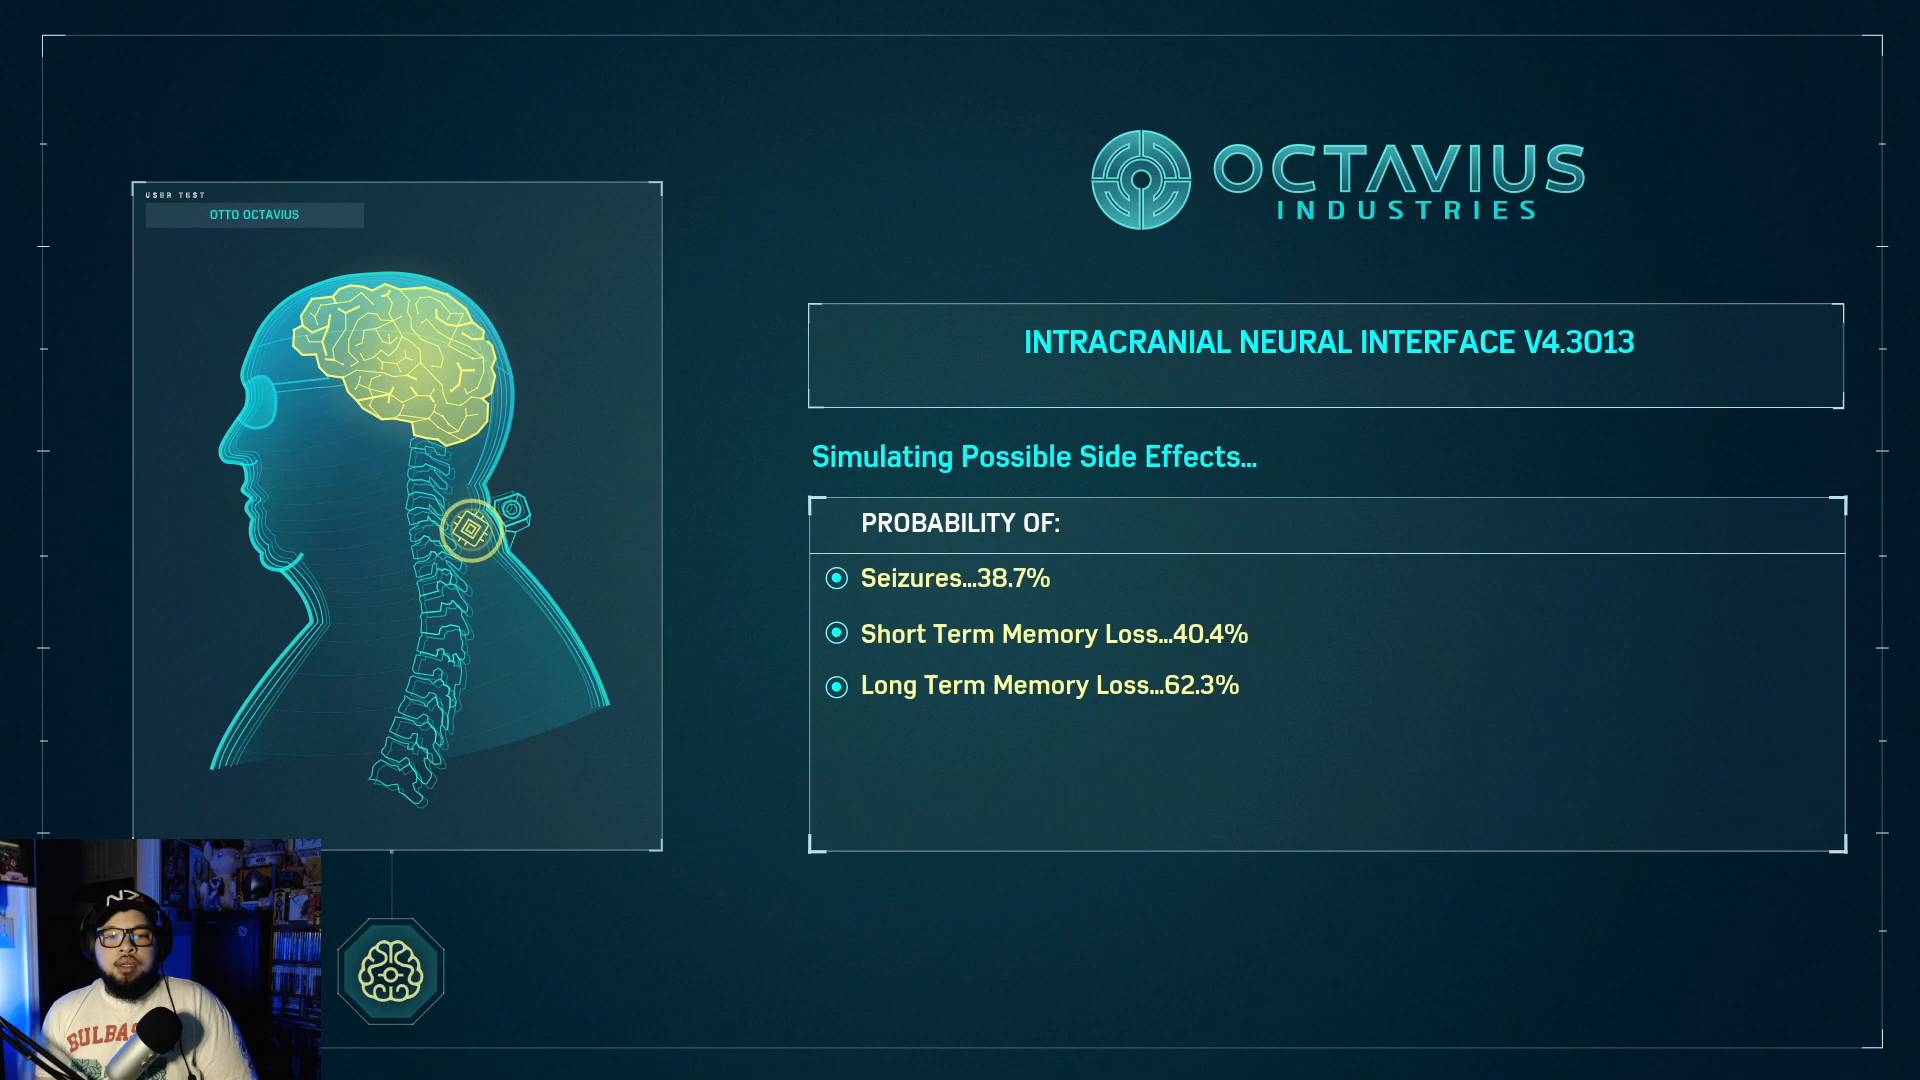 USER TEST
OTTO OCTAVIUS
OCTAVIUS
INDUSTRIES
INTRACRANIAL NEURAL INTERFACE V4.3013
Simulating Possible Side Effects...
PROBABILITY OF:
Seizures...38.7%
Short Term Memory Loss...40.4%
Long Term Memory Loss...62.3%
N7